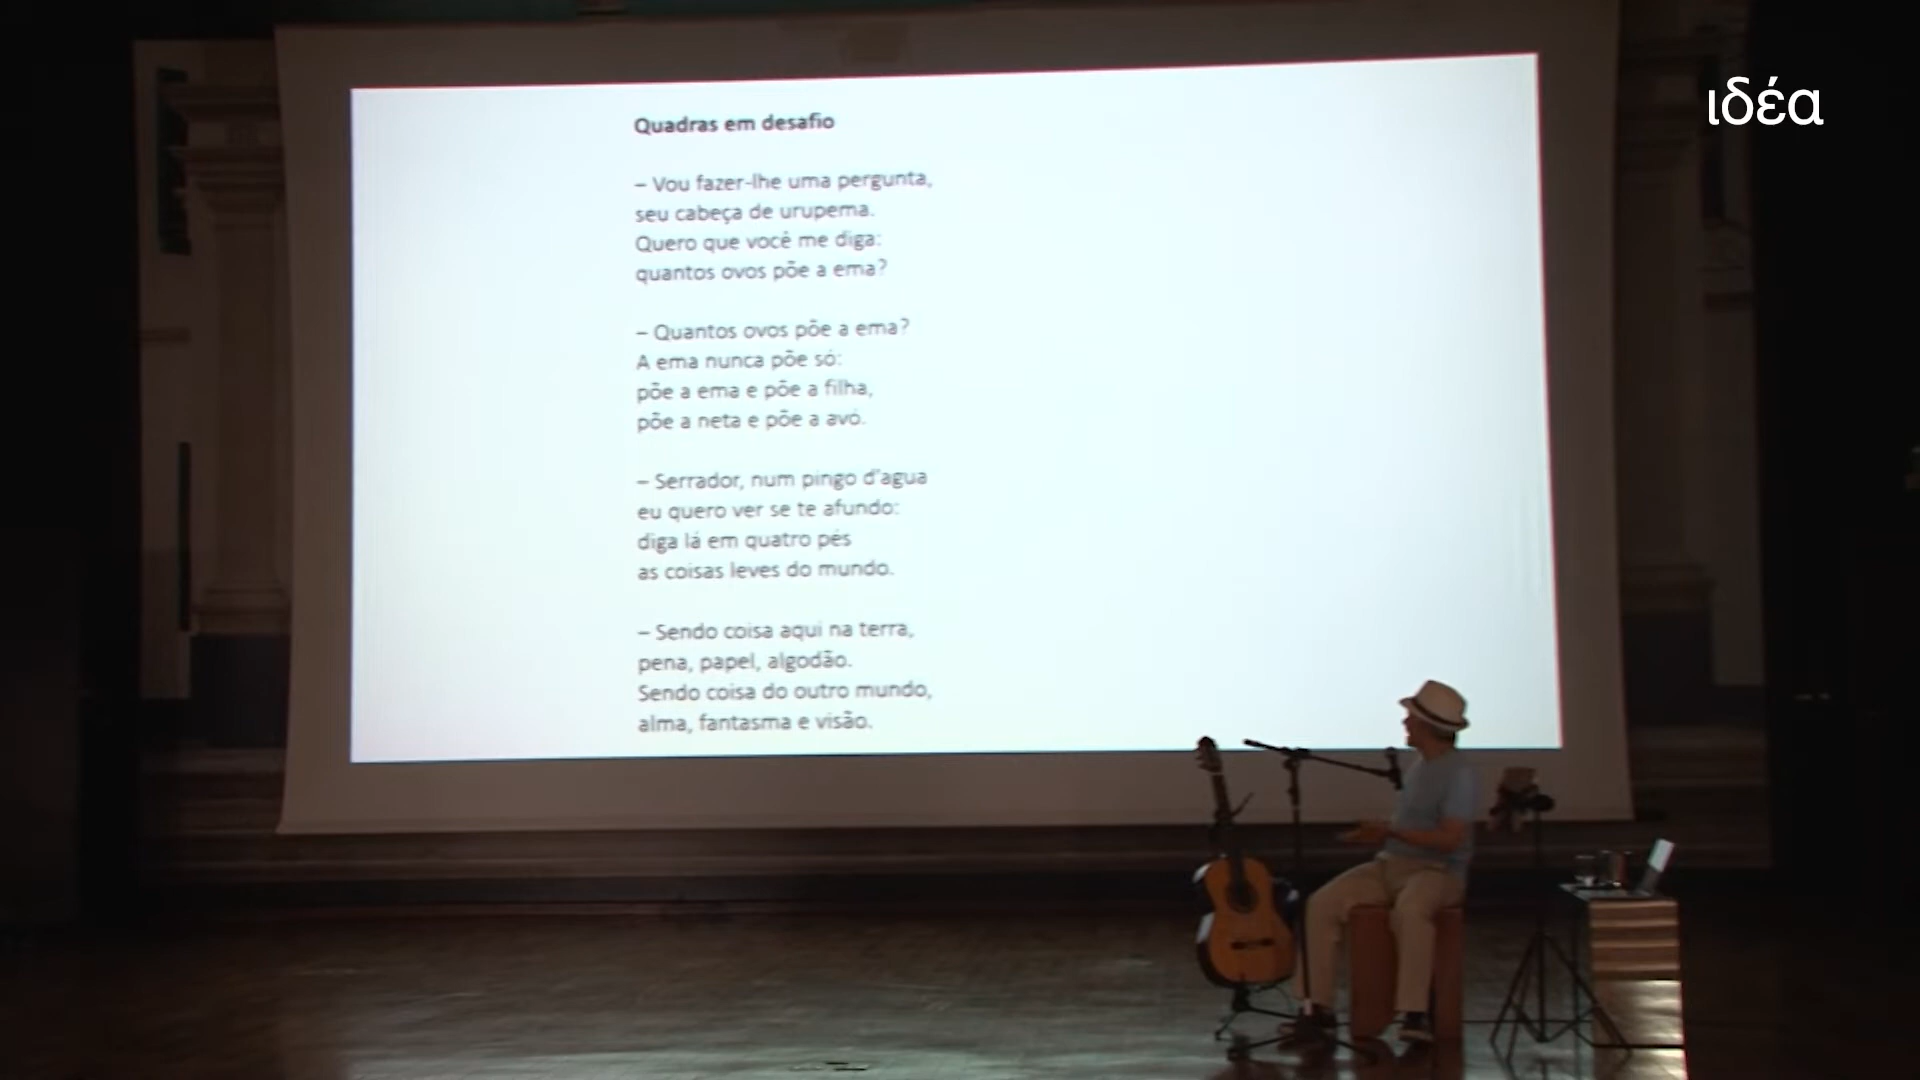 ιδέα
Quadras em desafio
– Vou fazer-lhe uma pergunta,
seu cabeça de urupema.
Quero que você me diga:
quantos ovos põe a ema?
– Quantos ovos põe a ema?
A ema nunca põe só:
põe a ema e põe a filha,
põe a neta e põe a avó.
– Serrador, num pingo d'agua
eu quero ver se te afundo:
diga lá em quatro pés
as coisas leves do mundo.
– Sendo coisa aqui na terra,
pena, papel, algodão.
Sendo coisa do outro mundo,
alma, fantasma e visão.